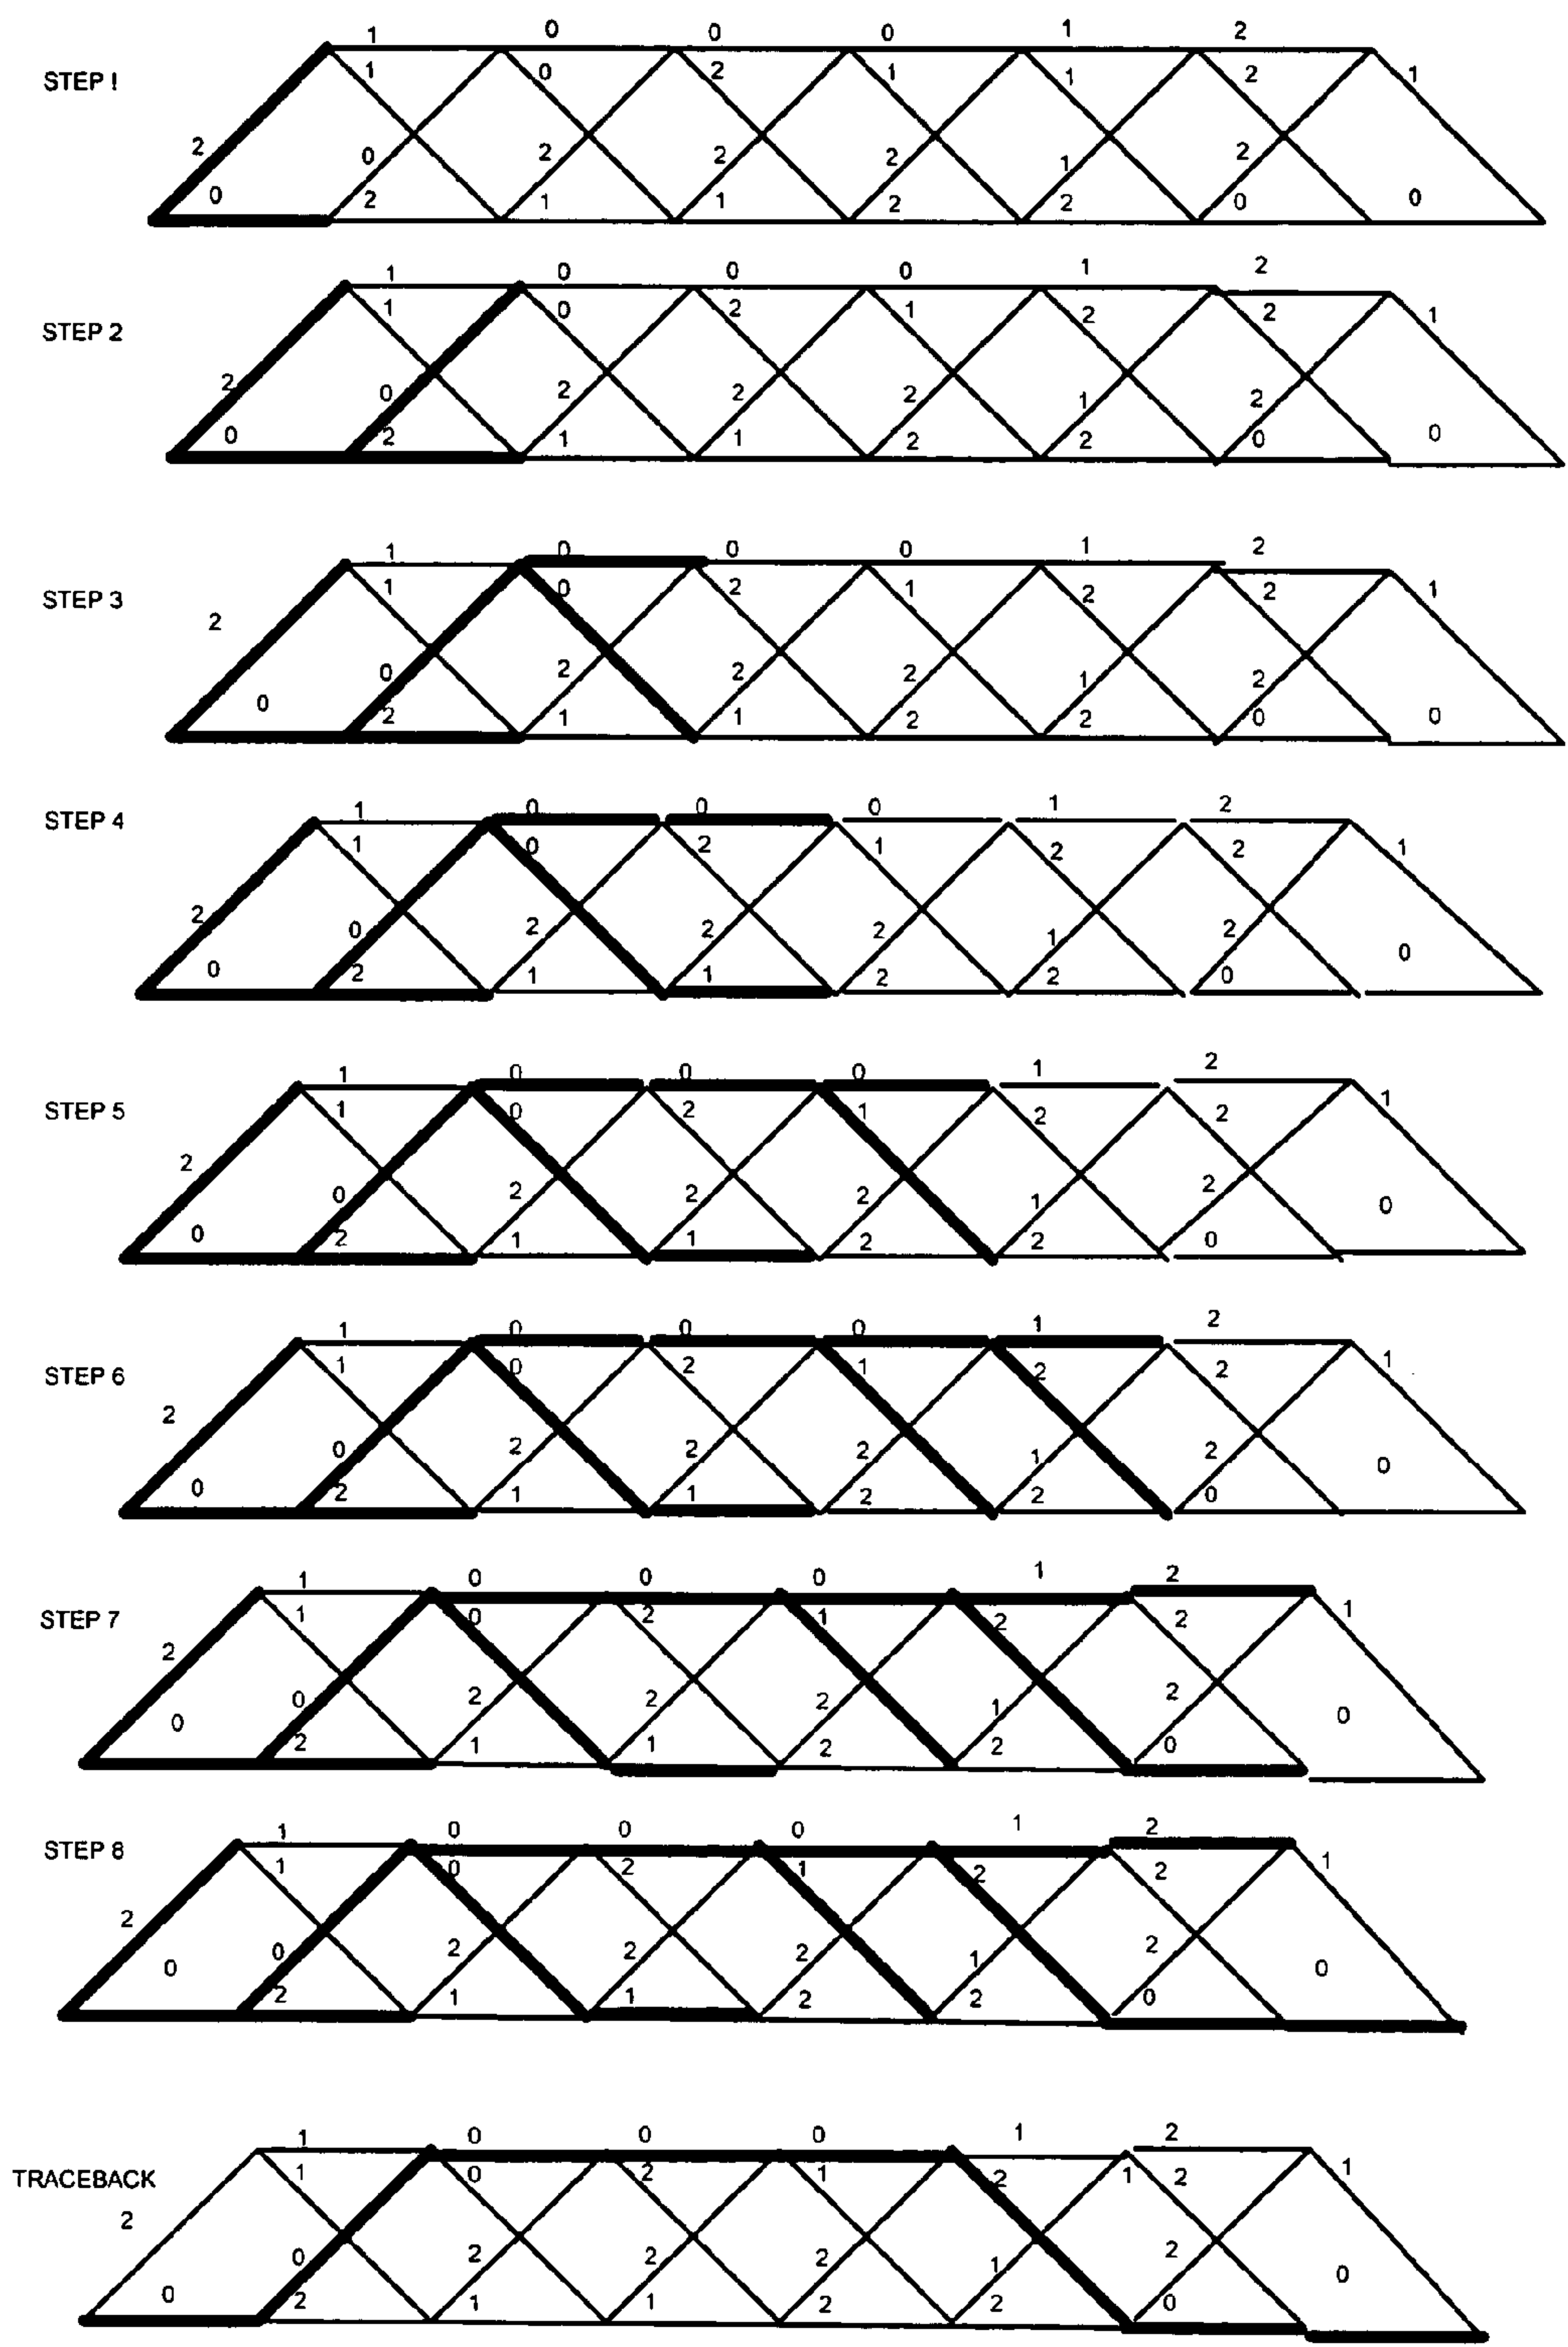 1 0 0 0 1 2
STEP 1 1 0 2 1 1 2 1
2 0 2 2 2 1 2
0 2 1 1 2 2 0 0
1 0 0 0 1 2
STEP 2 1 0 2 1 2 2 1
2 0 2 2 2 1 2
0 2 1 1 2 2 0 0
1 0 0 0 1 2
STEP 3 1 0 2 1 2 2 1
2 0 2 2 2 1 2
0 2 1 1 2 2 0 0
1 0 0 0 1 2
STEP 4 1 0 2 1 2 2 1
2 0 2 2 2 1 2
0 2 1 1 2 2 0 0
1 0 0 0 1 2
STEP 5 1 0 2 1 2 2 1
2 0 2 2 2 1 2
0 2 1 1 2 2 0 0
1 0 0 0 1 2
STEP 6 1 0 2 1 2 2 1
2 0 2 2 2 1 2
0 2 1 1 2 2 0 0
1 0 0 0 1 2
STEP 7 1 0 2 1 2 2 1
2 0 2 2 2 1 2
0 2 1 1 2 2 0 0
1 0 0 0 1 2
STEP 8 1 0 2 1 2 2 1
2 0 2 2 2 1 2
0 2 1 1 2 2 0 0
1 0 0 0 1 2
TRACEBACK 1 0 2 1 2 1 2 1
2 0 2 2 2 1 2
0 2 1 1 2 2 0 0